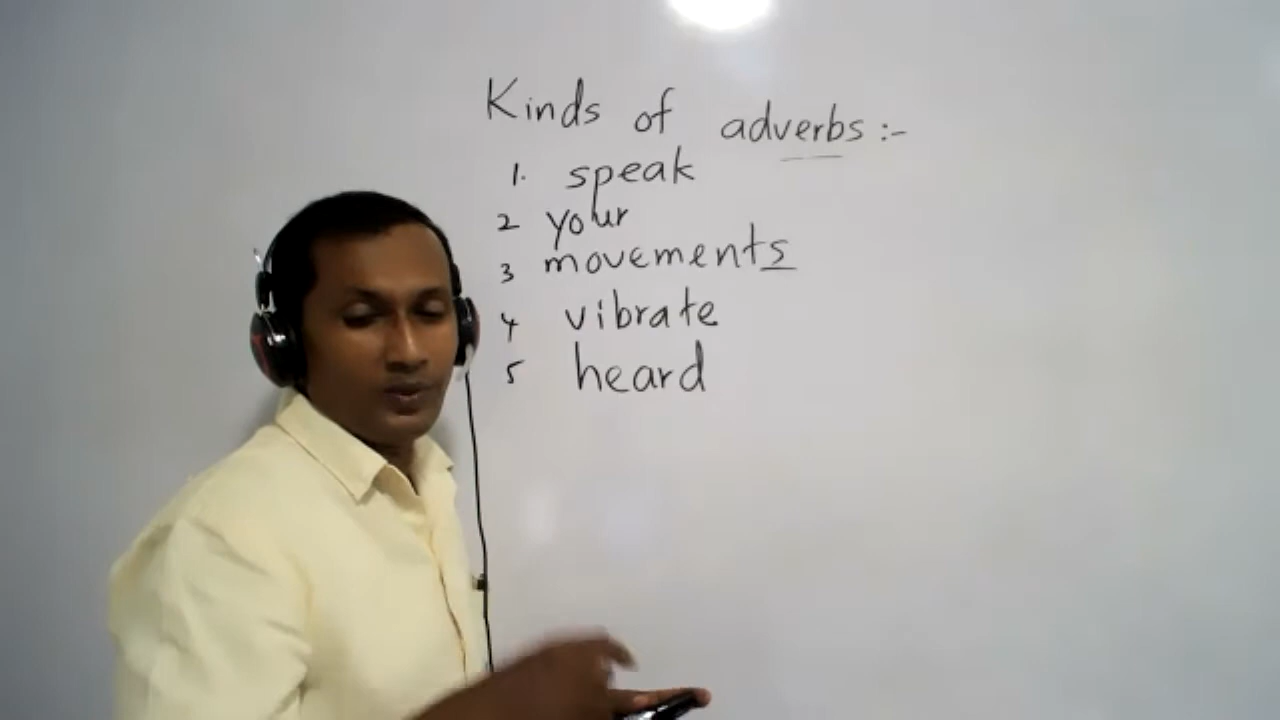 Kinds of adverbs :-
1. speak
2 your
3 movements
4 vibrate
5 heard